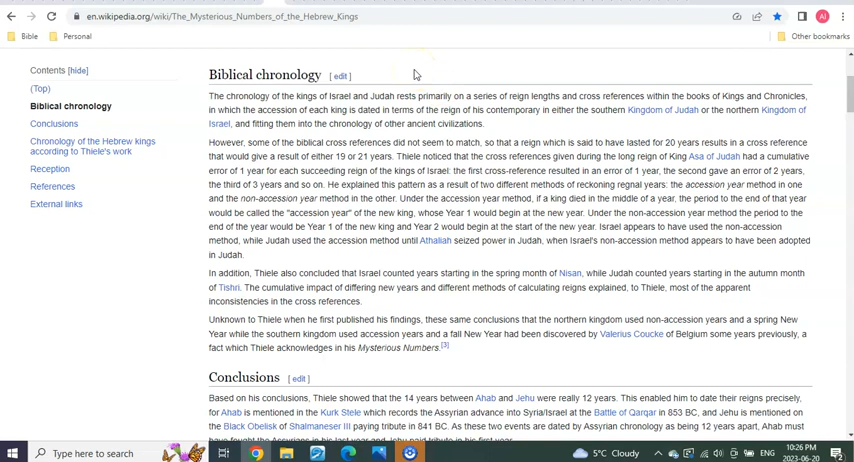 en.wikipedia.org/wiki/The_Mysterious_Numbers_of_the_Hebrew_Kings
AI
Bible
Personal
Other bookmarks
Contents [hide]
(Top)
Biblical chronology
Conclusions
Chronology of the Hebrew kings
according to Thiele's work
Reception
References
External links
Biblical chronology [ edit ]
The chronology of the kings of Israel and Judah rests primarily on a series of reign lengths and cross references within the books of Kings and Chronicles,
in which the accession of each king is dated in terms of the reign of his contemporary in either the southern Kingdom of Judah or the northern Kingdom of
Israel, and fitting them into the chronology of other ancient civilizations.
However, some of the biblical cross references did not seem to match, so that a reign which is said to have lasted for 20 years results in a cross reference
that would give a result of either 19 or 21 years. Thiele noticed that the cross references given during the long reign of King Asa of Judah had a cumulative
error of 1 year for each succeeding reign of the kings of Israel: the first cross-reference resulted in an error of 1 year, the second gave an error of 2 years,
the third of 3 years and so on. He explained this pattern as a result of two different methods of reckoning regnal years: the accession year method in one
and the non-accession year method in the other. Under the accession year method, if a king died in the middle of a year, the period to the end of that year
would be called the "accession year" of the new king, whose Year 1 would begin at the new year. Under the non-accession year method the period to the
end of the year would be Year 1 of the new king and Year 2 would begin at the start of the new year. Israel appears to have used the non-accession
method, while Judah used the accession method until Athaliah seized power in Judah, when Israel's non-accession method appears to have been adopted
in Judah.
In addition, Thiele also concluded that Israel counted years starting in the spring month of Nisan, while Judah counted years starting in the autumn month
of Tishri. The cumulative impact of differing new years and different methods of calculating reigns explained, to Thiele, most of the apparent
inconsistencies in the cross references.
Unknown to Thiele when he first published his findings, these same conclusions that the northern kingdom used non-accession years and a spring New
Year while the southern kingdom used accession years and a fall New Year had been discovered by Valerius Coucke of Belgium some years previously, a
fact which Thiele acknowledges in his Mysterious Numbers.[3]
Conclusions [ edit ]
Based on his conclusions, Thiele showed that the 14 years between Ahab and Jehu were really 12 years. This enabled him to date their reigns precisely,
for Ahab is mentioned in the Kurk Stele which records the Assyrian advance into Syria/Israel at the Battle of Qarqar in 853 BC, and Jehu is mentioned on
the Black Obelisk of Shalmaneser III paying tribute in 841 BC. As these two events are dated by Assyrian chronology as being 12 years apart, Ahab must
have fought the Assyrians in his last year and Jehu paid tribute in his first year.
Type here to search
5°C Cloudy
ENG
10:26 PM
2023-06-20
2